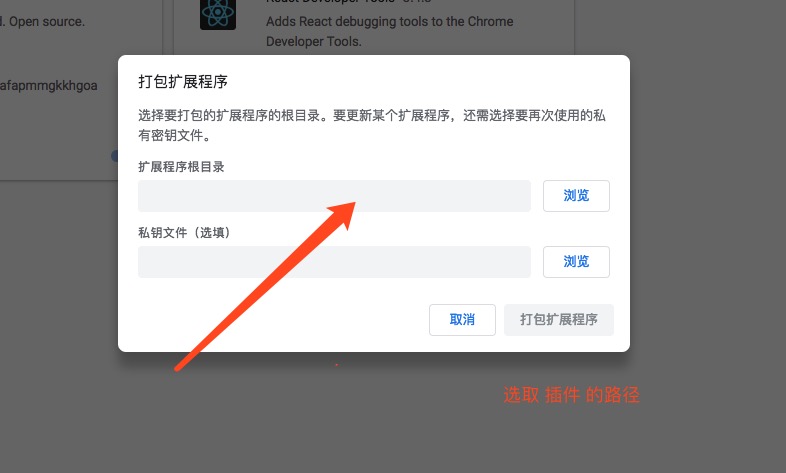 d. Open source.
Adds React debugging tools to the Chrome
Developer Tools.
afapmmgkkhgoa
打包扩展程序
选择要打包的扩展程序的根目录。要更新某个扩展程序，还需选择要再次使用的私
有密钥文件。
扩展程序根目录
浏览
私钥文件（选填）
浏览
取消
打包扩展程序
选取 插件 的路径